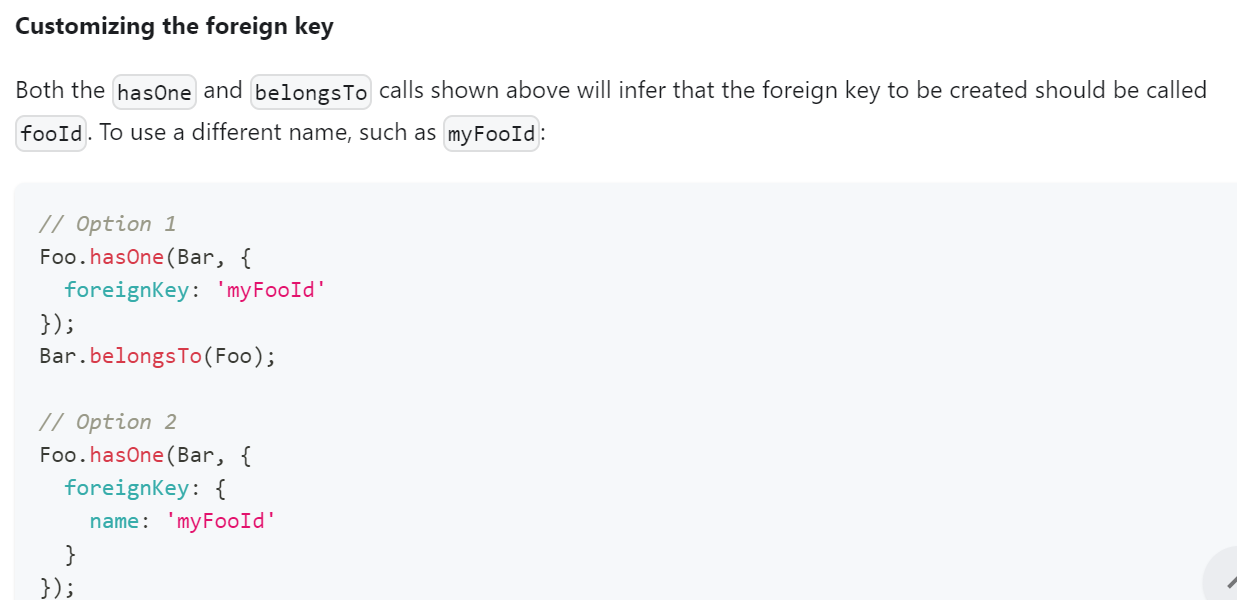 Customizing the foreign key
Both the hasOne and belongsTo calls shown above will infer that the foreign key to be created should be called
fooId. To use a different name, such as myFooId:
// Option 1
Foo.hasOne(Bar, {
  foreignKey: 'myFooId'
});
Bar.belongsTo(Foo);
// Option 2
Foo.hasOne(Bar, {
  foreignKey: {
    name: 'myFooId'
  }
});